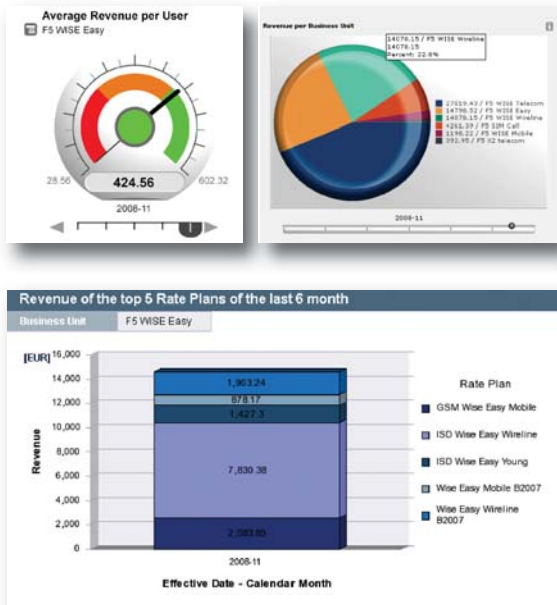 Average Revenue per User
F5 WISE Easy
28.56
424.56
602.32
2008-11
Revenue per Business Unit
14078.15 / F5 WISE Wireline
14078.15
Percent: 22.8%
27019.43 / F5 WISE Telecom
14798.52 / F5 WISE Easy
14078.15 / F5 WISE Wireline
4261.39 / F5 SIM Call
1198.22 / F5 WISE Mobile
392.95 / F5 X2 telecom
2008-11
Revenue of the top 5 Rate Plans of the last 6 month
Business Unit
F5 WISE Easy
[EUR]
16,000
14,000
12,000
10,000
8,000
6,000
4,000
2,000
0
Revenue
1,903.24
878.17
1,427.3
7,830.38
2008-11
Effective Date - Calendar Month
Rate Plan
GSM Wise Easy Mobile
ISD Wise Easy Wireline
ISD Wise Easy Young
Wise Easy Mobile B2007
Wise Easy Wireline
B2007